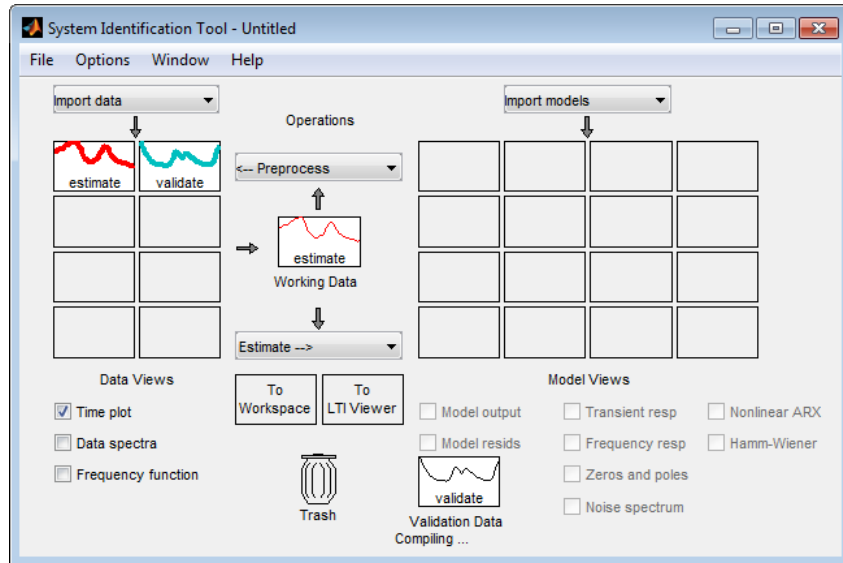 System Identification Tool - Untitled
File Options Window Help
Import data
Import models
Operations
estimate
validate
<-- Preprocess
estimate
Working Data
Estimate -->
Data Views
Model Views
To Workspace
To LTI Viewer
Time plot
Data spectra
Frequency function
Model output
Transient resp
Nonlinear ARX
Model resids
Frequency resp
Hamm-Wiener
Zeros and poles
Noise spectrum
Trash
validate
Validation Data
Compiling ...